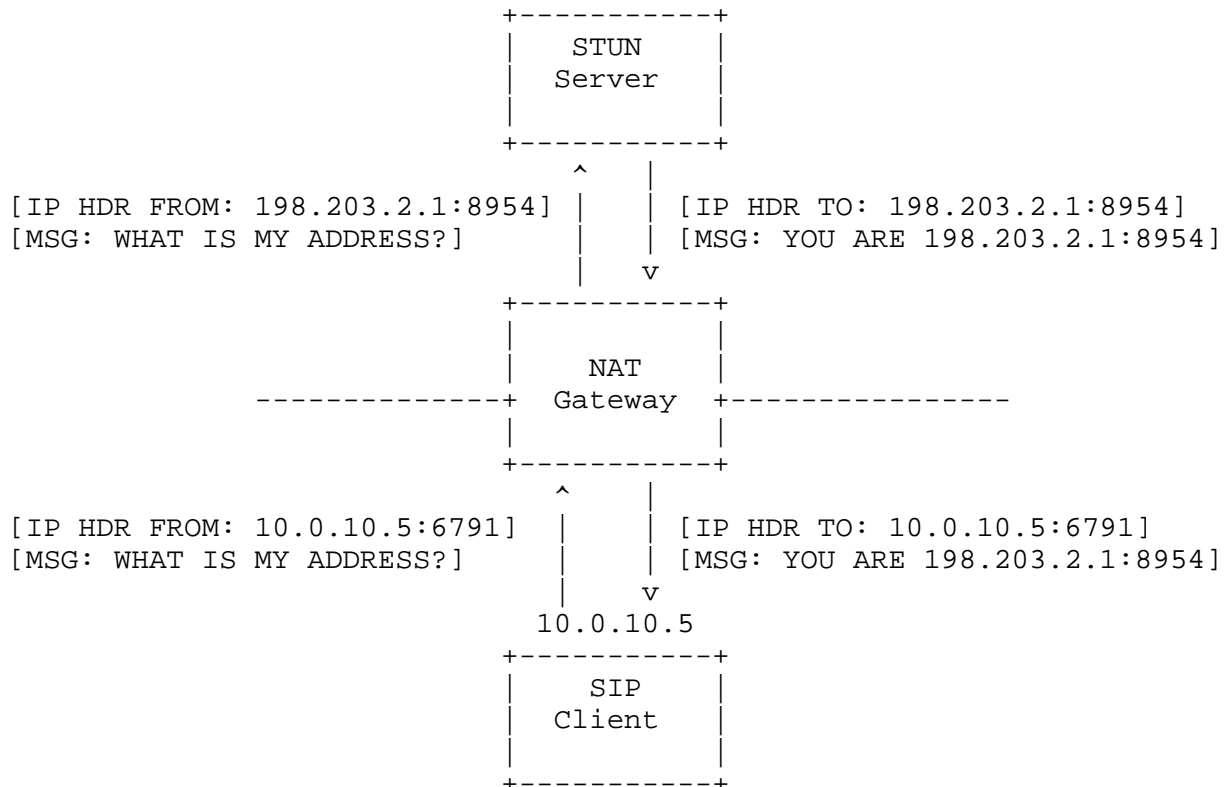 STUN
Server
[IP HDR FROM: 198.203.2.1:8954]
[IP HDR TO: 198.203.2.1:8954]
[MSG: WHAT IS MY ADDRESS?]
[MSG: YOU ARE 198.203.2.1:8954]
NAT
Gateway
[IP HDR FROM: 10.0.10.5:6791]
[IP HDR TO: 10.0.10.5:6791]
[MSG: WHAT IS MY ADDRESS?]
[MSG: YOU ARE 198.203.2.1:8954]
10.0.10.5
SIP
Client